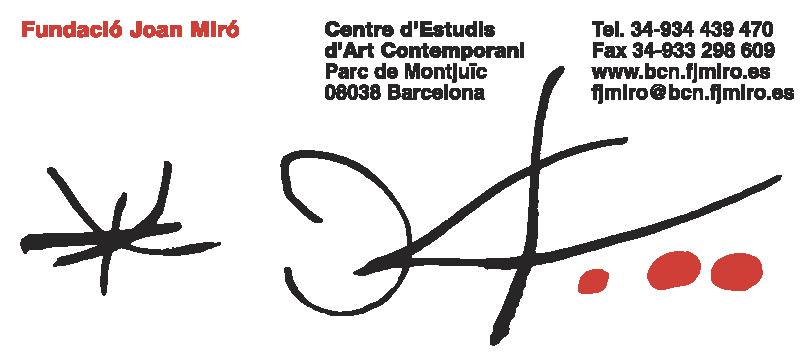 Fundació Joan Miró
Centre d'Estudis
d'Art Contemporani
Parc de Montjuïc
08038 Barcelona
Tel. 34-934 439 470
Fax 34-933 298 609
www.bcn.fjmiro.es
fjmiro@bcn.fjmiro.es